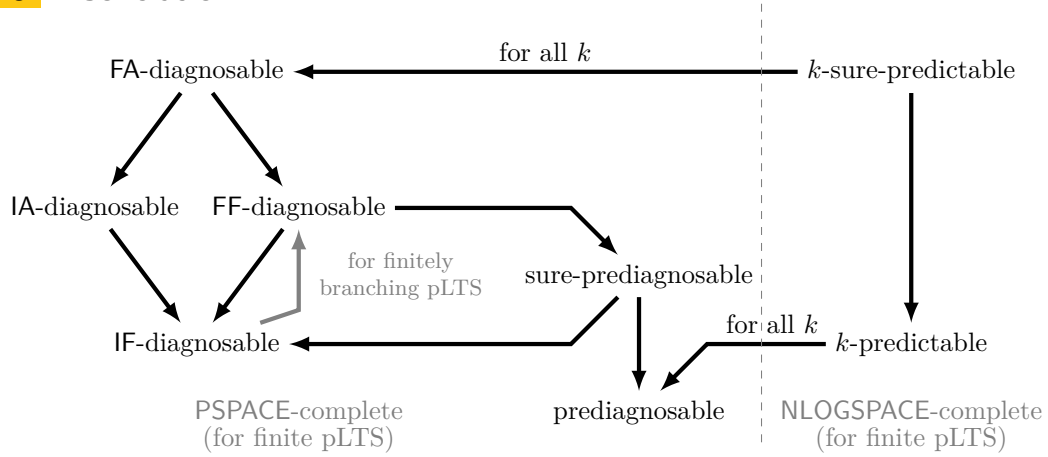 for all k
FA-diagnosable
k-sure-predictable
IA-diagnosable
FF-diagnosable
for finitely
branching pLTS
sure-prediagnosable
for all k
IF-diagnosable
k-predictable
PSPACE-complete
(for finite pLTS)
prediagnosable
NLOGSPACE-complete
(for finite pLTS)